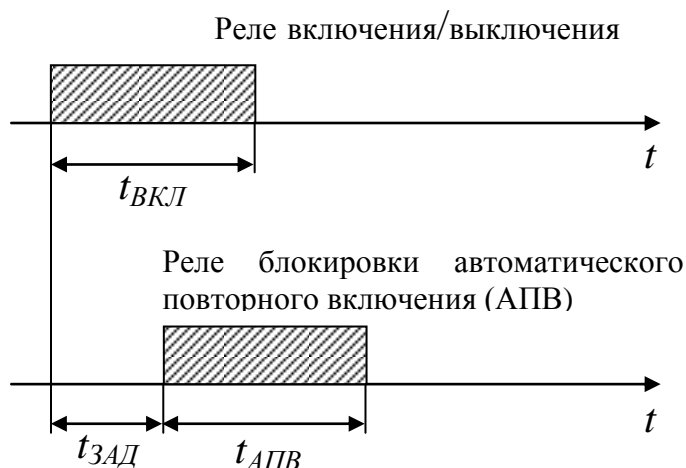 Реле включения/выключения
t
tВКЛ
Реле блокировки автоматического
повторного включения (АПВ)
t
tЗАД
tАПВ